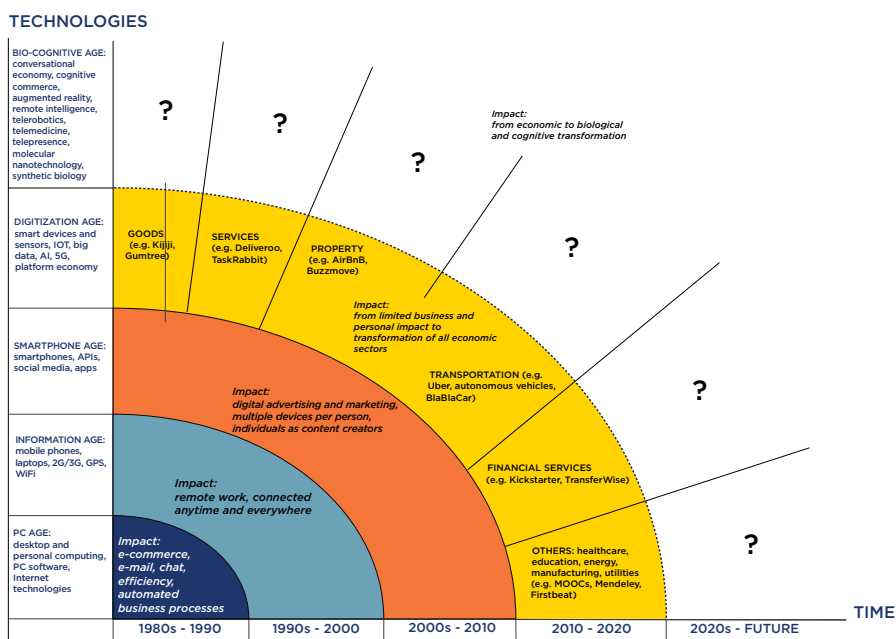 TECHNOLOGIES
BIO-COGNITIVE AGE:
conversational
economy, cognitive
commerce,
augmented reality,
remote intelligence,
telerobotics,
telemedicine,
telepresence,
molecular
nanotechnology,
synthetic biology
?
?
?
?
?
?
Impact:
from economic to biological
and cognitive transformation
DIGITIZATION AGE:
smart devices and
sensors, IOT, big
data, AI, 5G,
platform economy
GOODS
(e.g. Kijiji,
Gumtree)
SERVICES
(e.g. Deliveroo,
TaskRabbit)
PROPERTY
(e.g. AirBnB,
Buzzmove)
Impact:
from limited business and
personal impact to
transformation of all economic
sectors
TRANSPORTATION (e.g.
Uber, autonomous vehicles,
BlaBlaCar)
FINANCIAL SERVICES
(e.g. Kickstarter, TransferWise)
OTHERS: healthcare,
education, energy,
manufacturing, utilities
(e.g. MOOCs, Mendeley,
Firstbeat)
SMARTPHONE AGE:
smartphones, APIs,
social media, apps
Impact:
digital advertising and marketing,
multiple devices per person,
individuals as content creators
INFORMATION AGE:
mobile phones,
laptops, 2G/3G, GPS,
WiFi
Impact:
remote work, connected
anytime and everywhere
PC AGE:
desktop and
personal computing,
PC software,
Internet
technologies
Impact:
e-commerce,
e-mail, chat,
efficiency,
automated
business processes
TIME
1980s - 1990
1990s - 2000
2000s - 2010
2010 - 2020
2020s - FUTURE